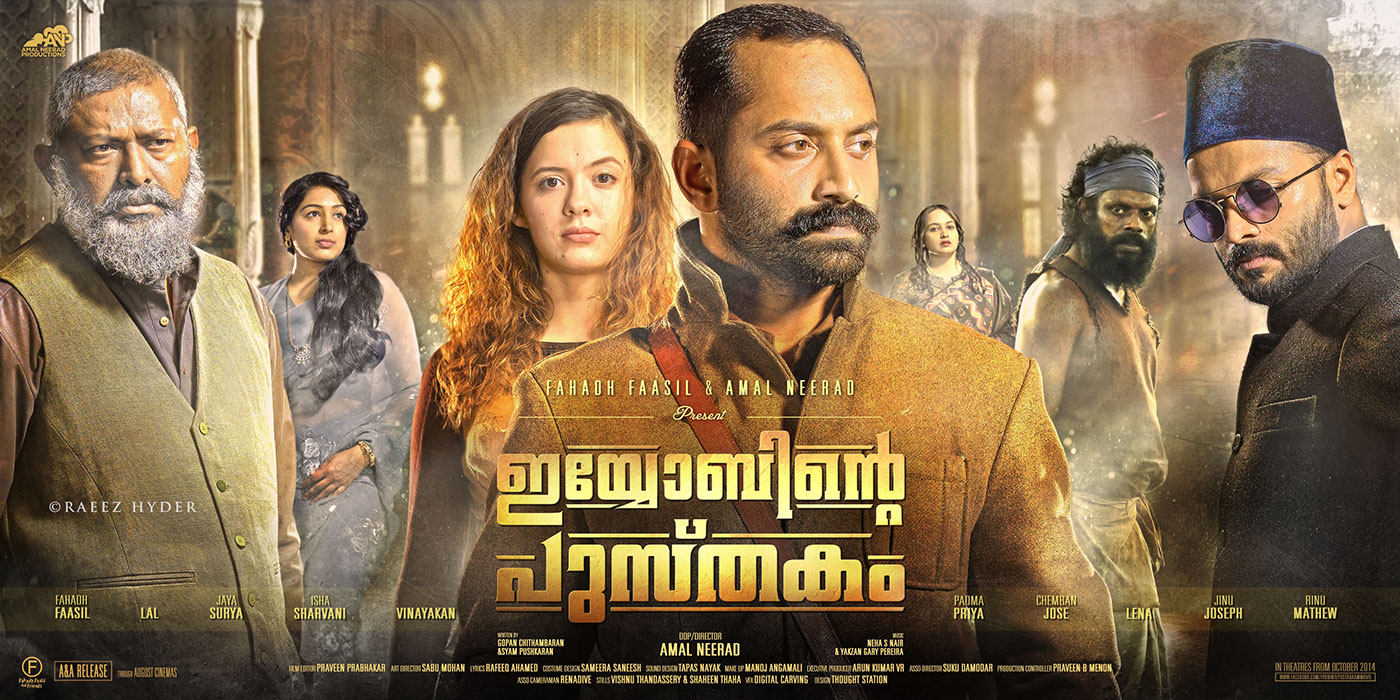 AMAL NEERAD
PRODUCTIONS
FAHADH FAASIL & AMAL NEERAD
Present
ഇയ്യോബിന്റെ
പുസ്തകം
©RAEEZ HYDER
FAHADH
FAASIL
LAL
JAYA
SURYA
ISHA
SHARVANI
VINAYAKAN
PADMA
PRIYA
CHEMBAN
JOSE
LENA
JINU
JOSEPH
RINU
MATHEW
WRITTEN BY
GOPAN CHITHAMBARAN
&SYAM PUSHKARAN
DOP/DIRECTOR
AMAL NEERAD
MUSIC
NEHA S NAIR
& YAKZAN GARY PEREIRA
FILM EDITOR PRAVEEN PRABHAKAR ART DIRECTOR SABU MOHAN LYRICS RAFEEQ AHAMED COSTUME DESIGN SAMEERA SANEESH SOUND DESIGN TAPAS NAYAK MAKE UP MANOJ ANGAMALI EXECUTIVE PRODUCER ARUN KUMAR VR ASSO DIRECTOR SUKU DAMODAR PRODUCTION CONTROLLER PRAVEEN B MENON
ASSO CAMERAMAN RENADIVE STILLS VISHNU THANDASSERY & SHAHEEN THAHA VFX DIGITAL CARVING DESIGN THOUGHT STATION
F
Fahadh Faasil
and Friends
A&A RELEASE
THROUGH AUGUST CINEMAS
IN THEATRES FROM OCTOBER 2014